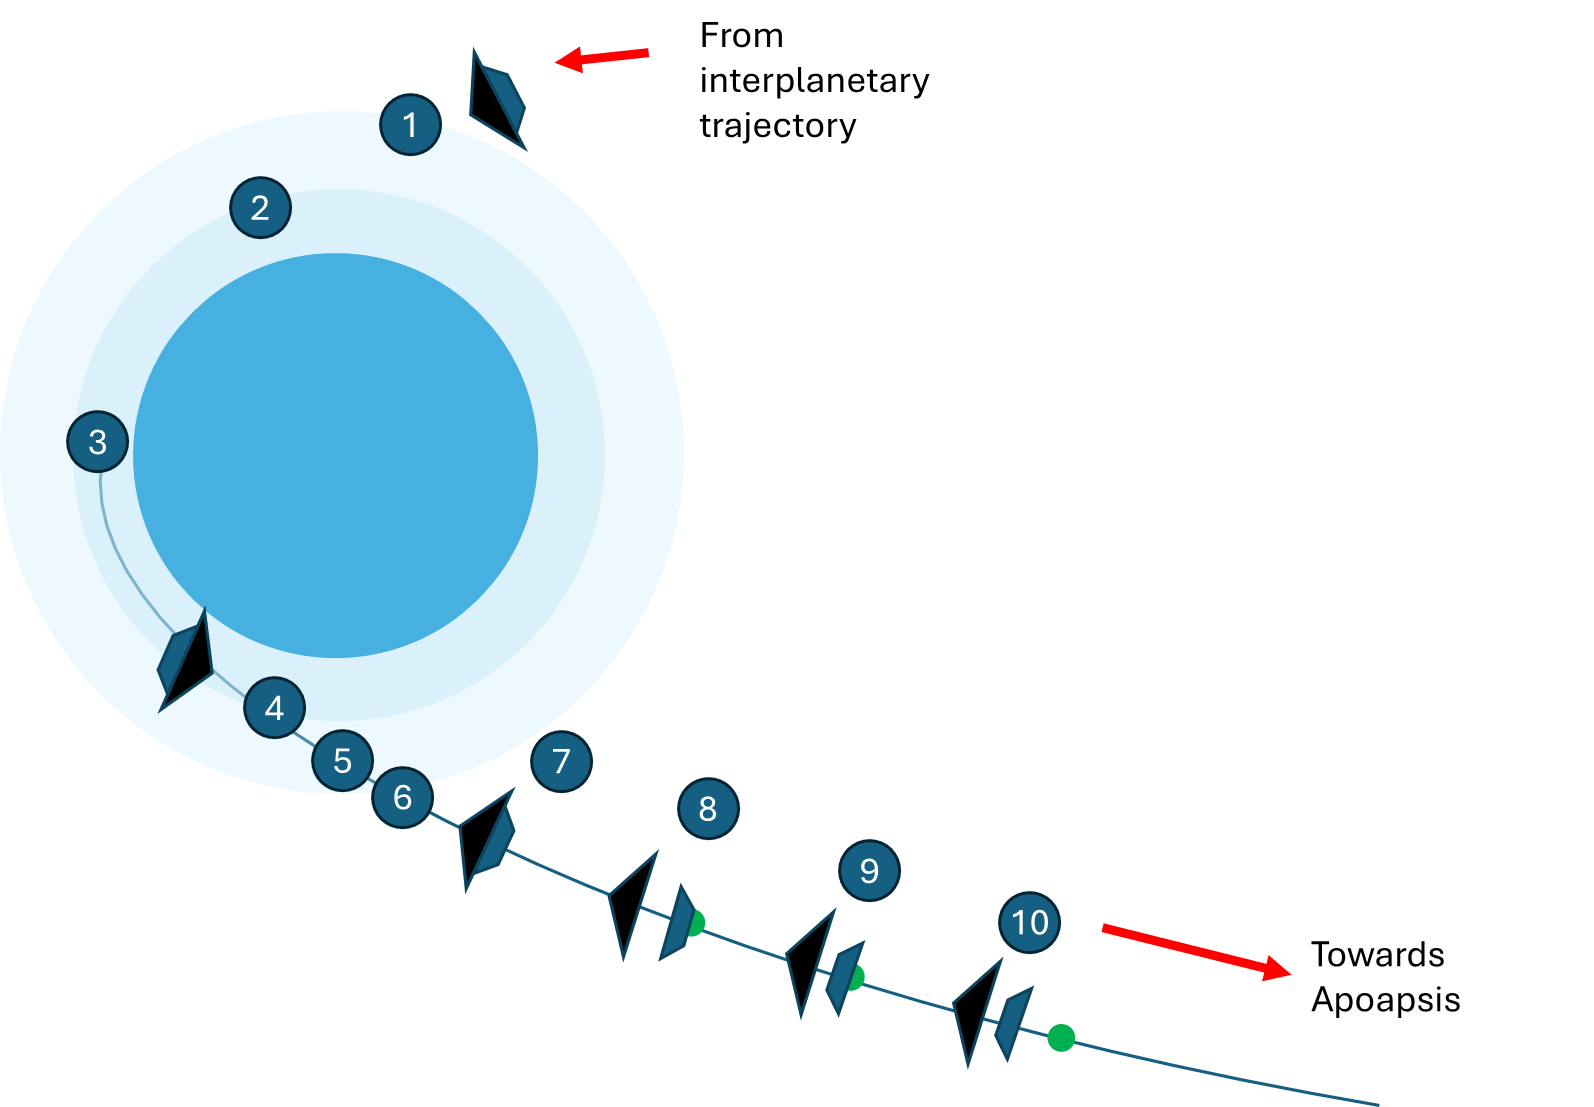 From
interplanetary
trajectory
1
2
3
4
5
6
7
8
9
10
Towards
Apoapsis